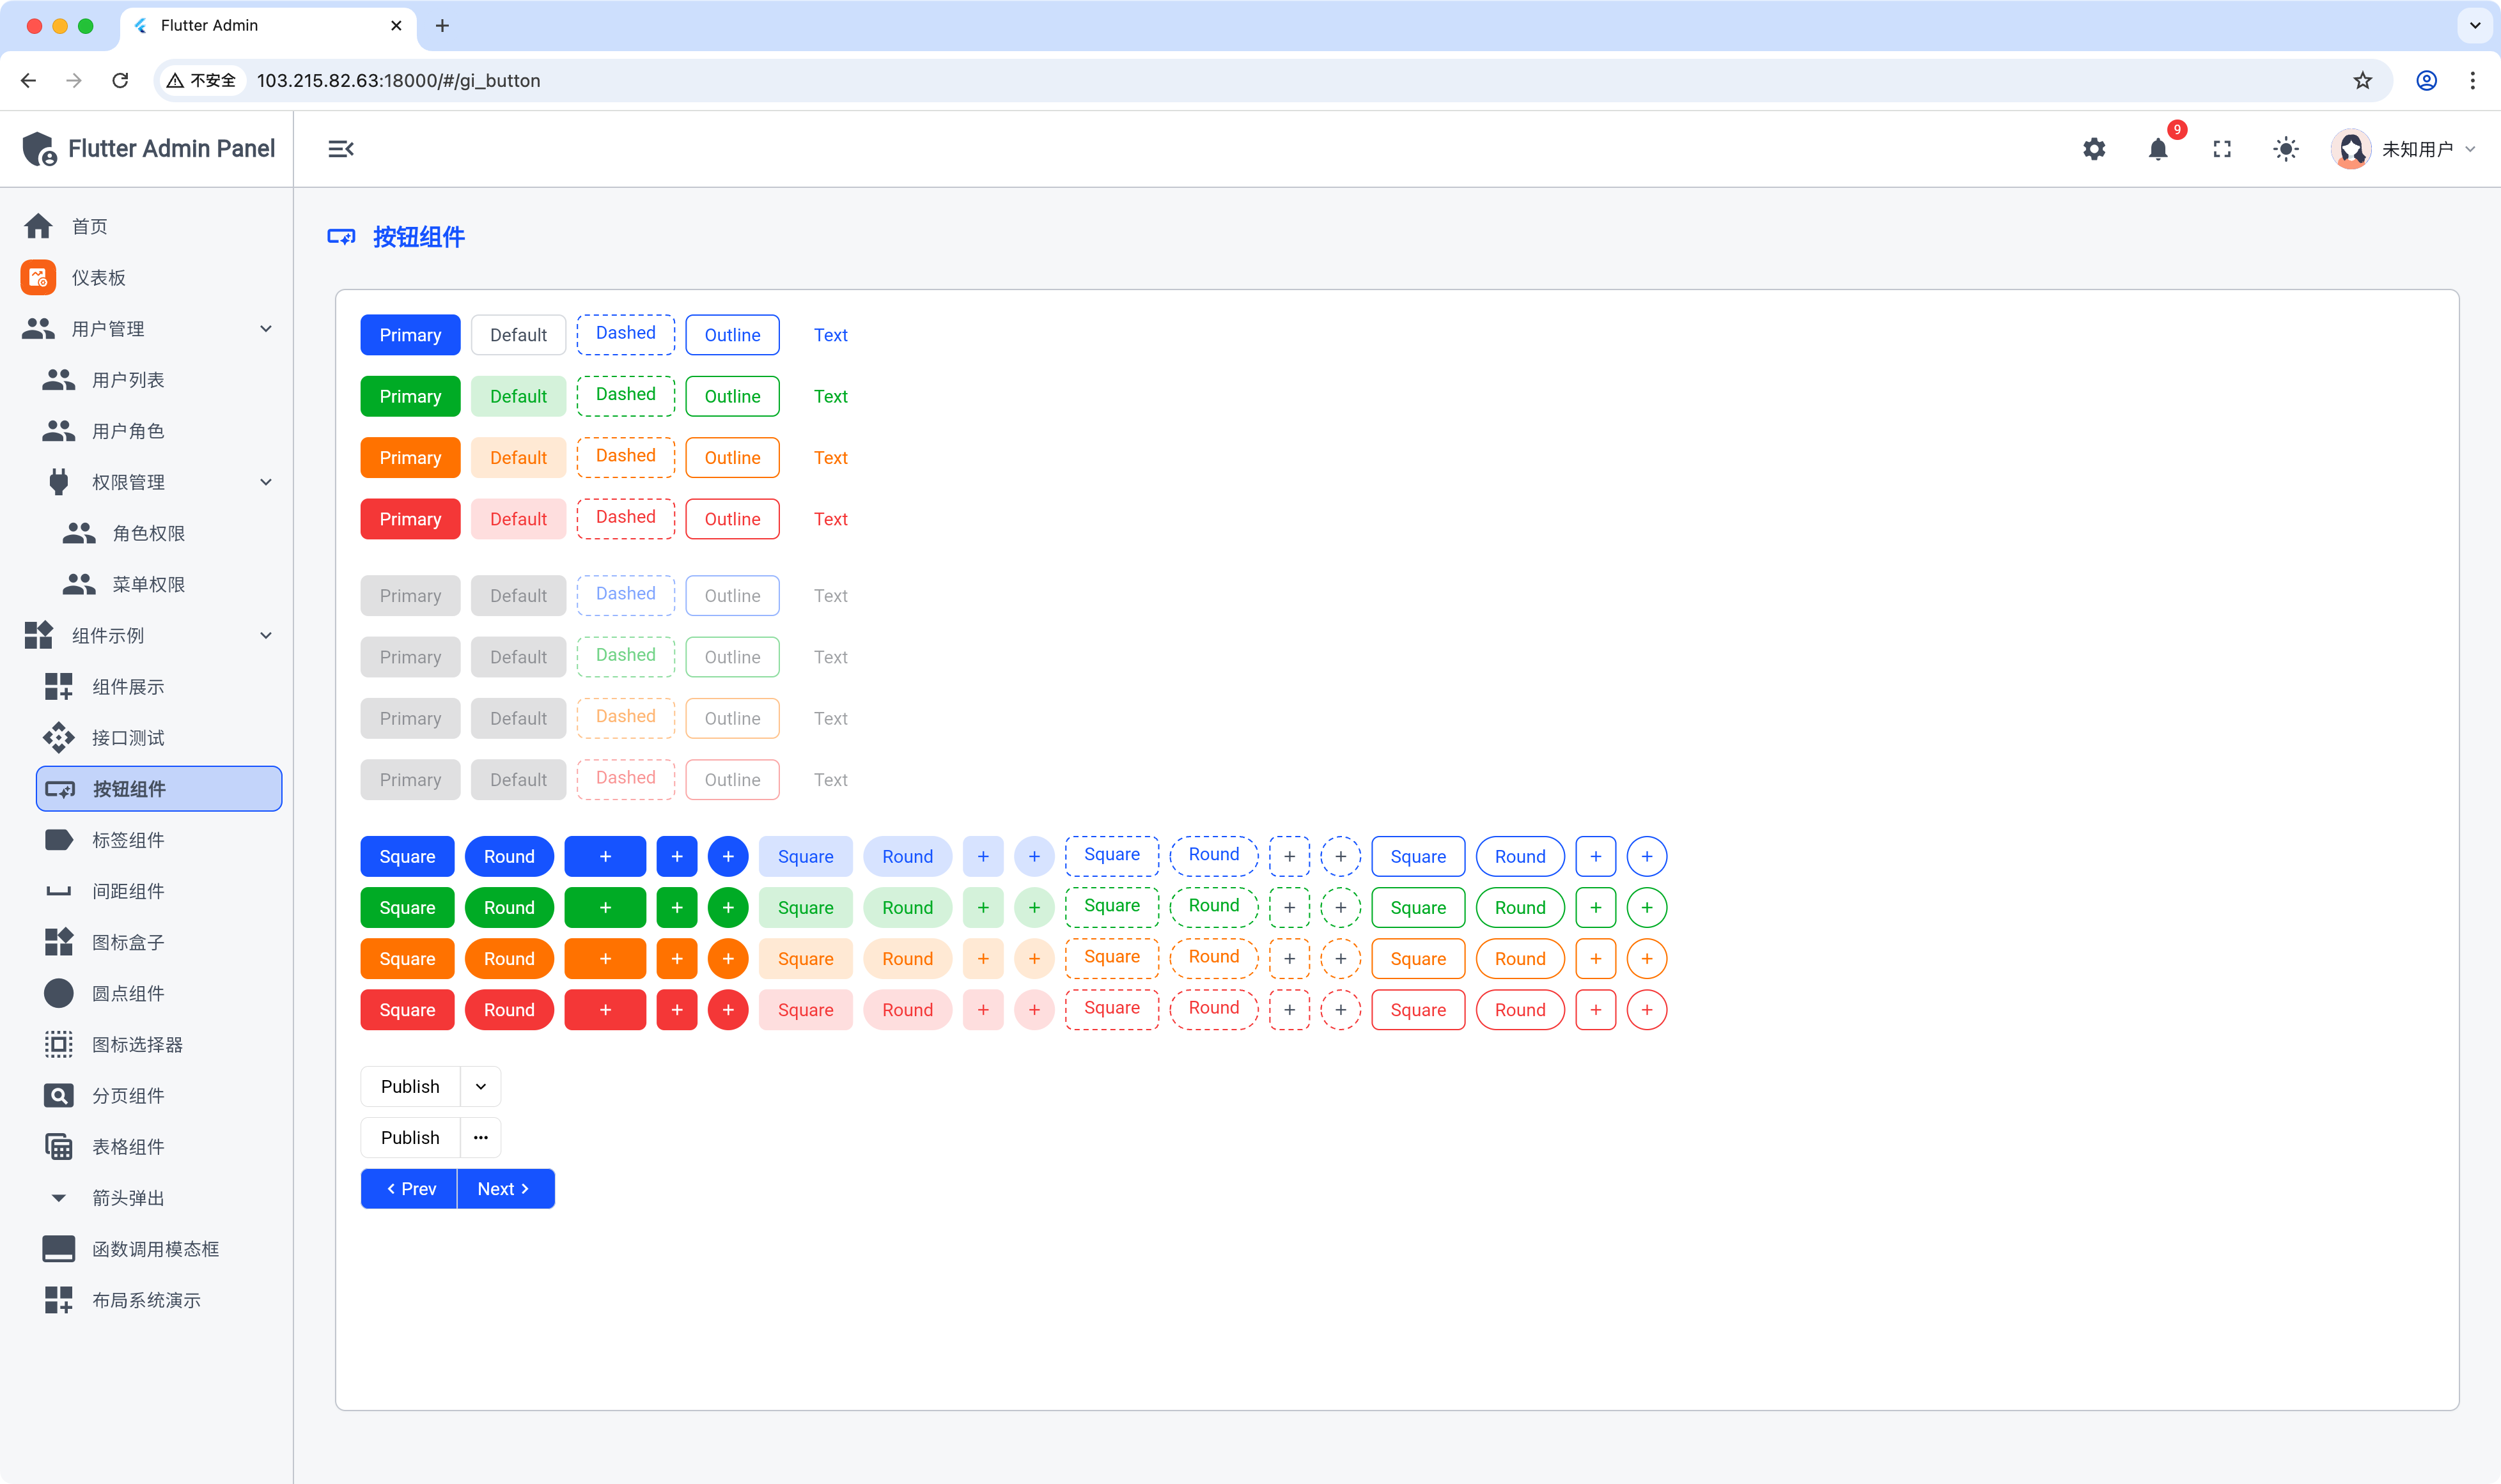 Flutter Admin
不安全 103.215.82.63:18000/#/gi_button
Flutter Admin Panel
9
未知用户
首页
仪表板
用户管理
用户列表
用户角色
权限管理
角色权限
菜单权限
组件示例
组件展示
接口测试
按钮组件
标签组件
间距组件
图标盒子
圆点组件
图标选择器
分页组件
表格组件
箭头弹出
函数调用模态框
布局系统演示
按钮组件
Primary Default Dashed Outline Text
Primary Default Dashed Outline Text
Primary Default Dashed Outline Text
Primary Default Dashed Outline Text
Primary Default Dashed Outline Text
Primary Default Dashed Outline Text
Primary Default Dashed Outline Text
Primary Default Dashed Outline Text
Square Round + + + Square Round + + Square Round + + Square Round + +
Square Round + + + Square Round + + Square Round + + Square Round + +
Square Round + + + Square Round + + Square Round + + Square Round + +
Square Round + + + Square Round + + Square Round + + Square Round + +
Publish
Publish ···
Prev Next